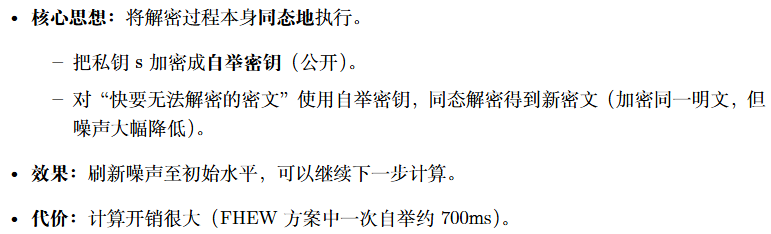 • 核心思想：将解密过程本身同态地执行。
– 把私钥 s 加密成自举密钥（公开）。
– 对“快要无法解密的密文”使用自举密钥，同态解密得到新密文（加密同一明文，但
噪声大幅降低）。
• 效果：刷新噪声至初始水平，可以继续下一步计算。
• 代价：计算开销很大（FHEW 方案中一次自举约 700ms）。